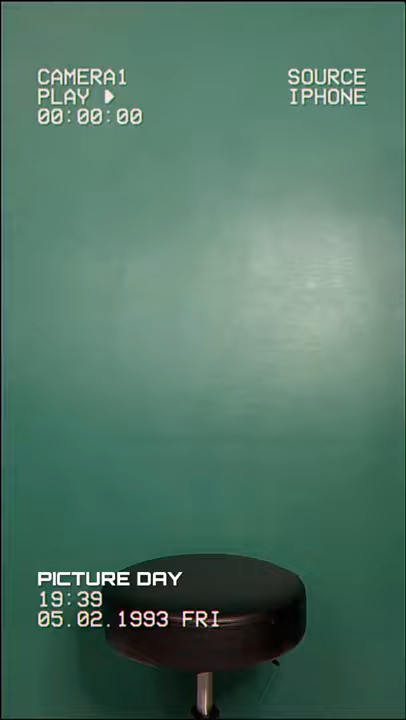 CAMERA1
PLAY ▶
00:00:00
SOURCE
IPHONE
PICTURE DAY
19:39
05.02.1993 FRI